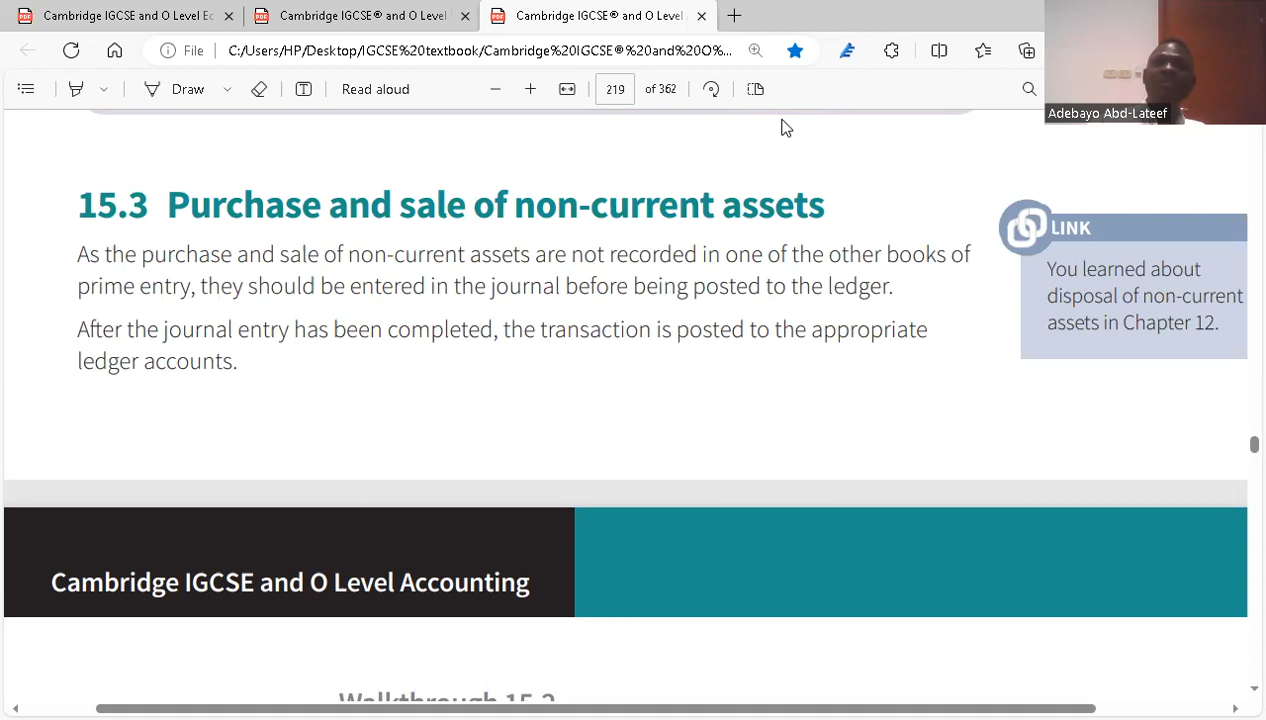 Cambridge IGCSE and O Level Ec
Cambridge IGCSE® and O Level
Cambridge IGCSE® and O Level
File
C:/Users/HP/Desktop/IGCSE%20textbook/Cambridge%20IGCSE®%20and%20O%...
Draw
Read aloud
219 of 362
Adebayo Abd-Lateef
15.3 Purchase and sale of non-current assets
As the purchase and sale of non-current assets are not recorded in one of the other books of
prime entry, they should be entered in the journal before being posted to the ledger.
After the journal entry has been completed, the transaction is posted to the appropriate
ledger accounts.
LINK
You learned about
disposal of non-current
assets in Chapter 12.
Cambridge IGCSE and O Level Accounting
Walkthrough 15.2